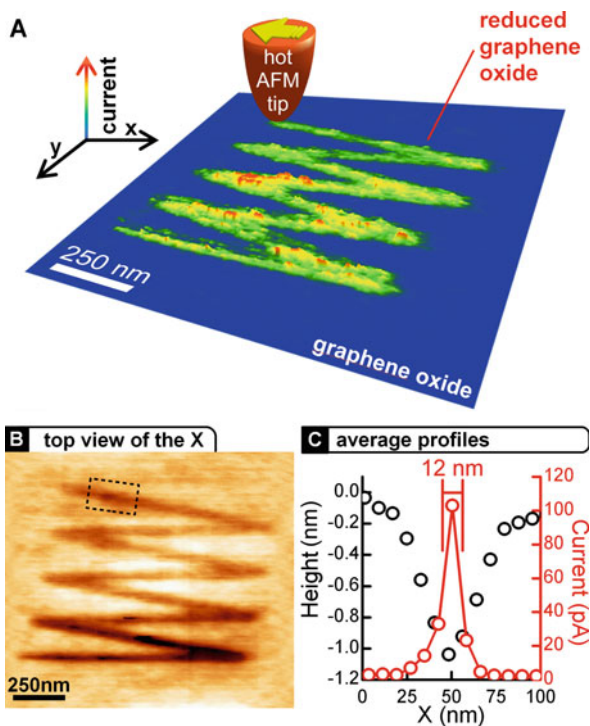 A
current
x
y
hot
AFM
tip
reduced
graphene
oxide
250 nm
graphene oxide
B top view of the X
250nm
C average profiles
12 nm
Height (nm)
0.0
-0.2
-0.4
-0.6
-0.8
-1.0
-1.2
120
100
80
60
40
20
0
Current (pA)
0 25 50 75 100
X (nm)